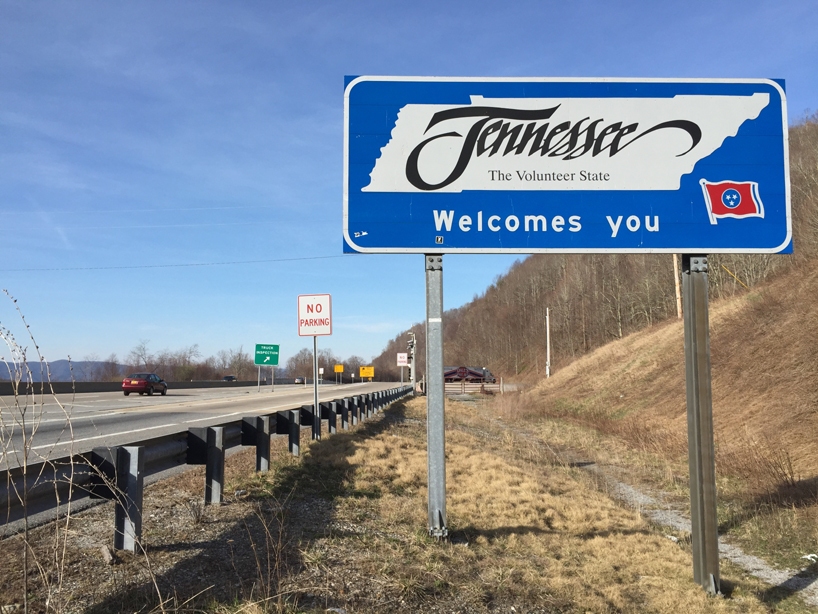 Tennessee
The Volunteer State
Welcomes you
NO
PARKING
TRUCK
INSPECTION